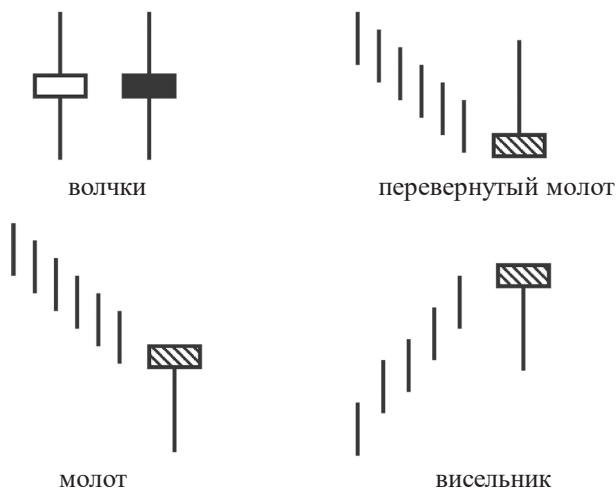 волчки
перевернутый молот
молот
висельник